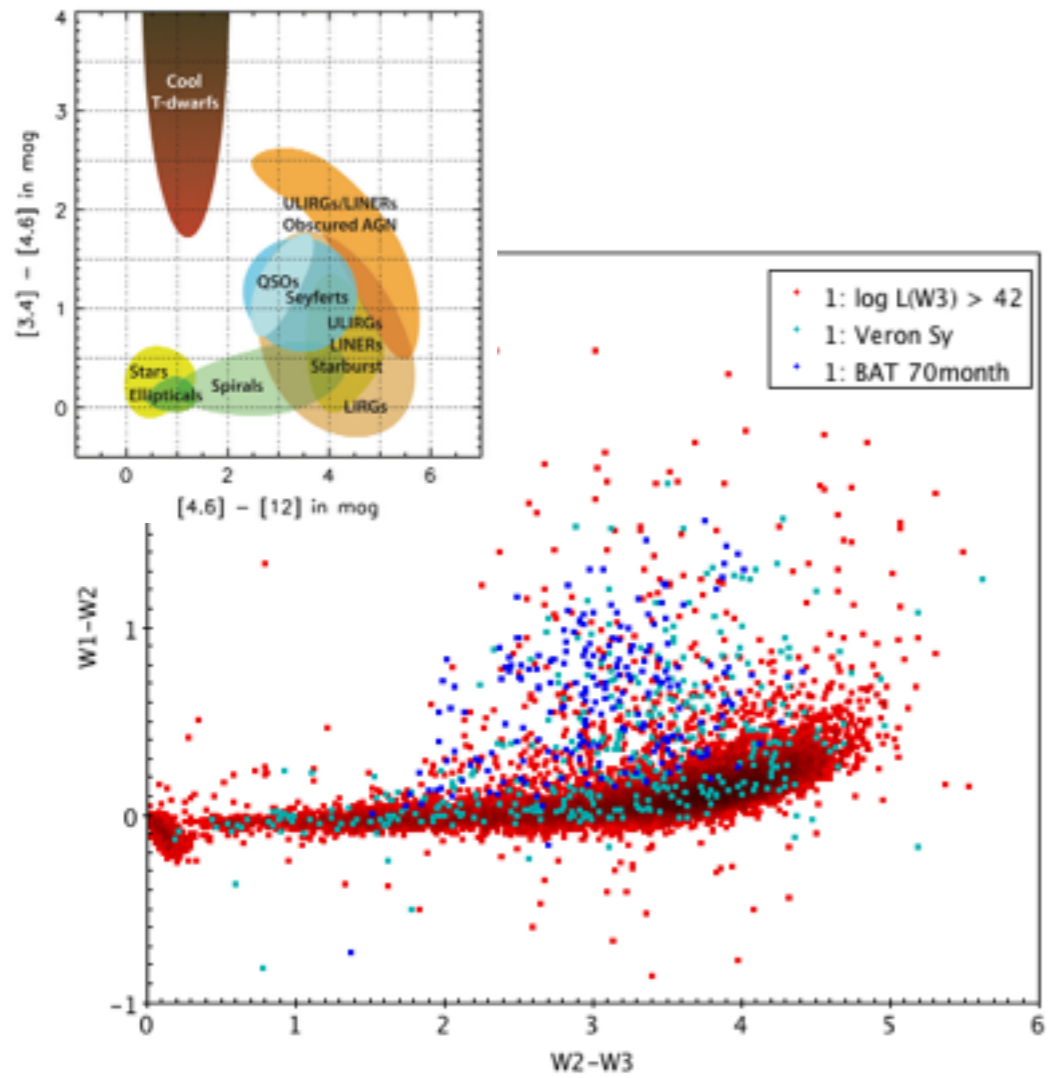 4
3
2
1
0
[3.4] - [4.6] in mag
Cool
T-dwarfs
ULIRGs/LINERs
Obscured AGN
QSOs
Seyferts
ULIRGs
LINERs
Starburst
LIRGs
Stars
Ellipticals
Spirals
0 2 4 6
[4.6] - [12] in mag
1: log L(W3) > 42
1: Veron Sy
1: BAT 70month
W1-W2
1
0
-1
0 1 2 3 4 5 6
W2-W3